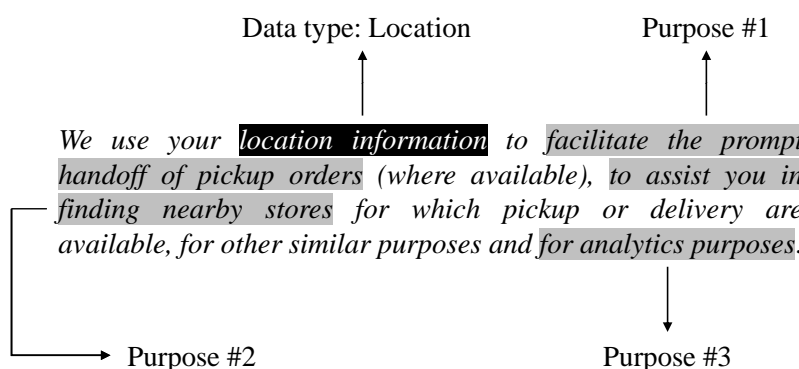 Data type: Location Purpose #1
We use your location information to facilitate the prompt
handoff of pickup orders (where available), to assist you in
finding nearby stores for which pickup or delivery are
available, for other similar purposes and for analytics purposes.
Purpose #2 Purpose #3